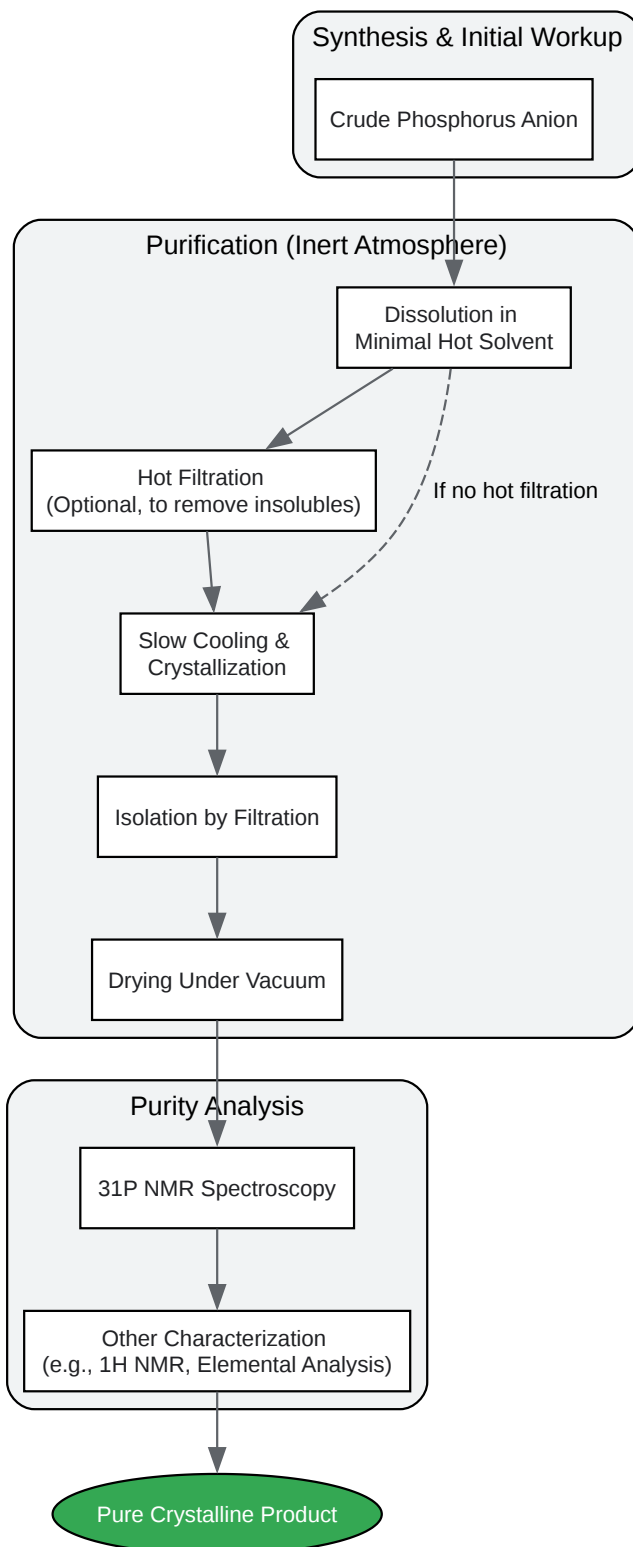 Synthesis & Initial Workup
Crude Phosphorus Anion
Purification (Inert Atmosphere)
Dissolution in
Minimal Hot Solvent
Hot Filtration
(Optional, to remove insolubles)
If no hot filtration
Slow Cooling &
Crystallization
Isolation by Filtration
Drying Under Vacuum
Purity Analysis
31P NMR Spectroscopy
Other Characterization
(e.g., 1H NMR, Elemental Analysis)
Pure Crystalline Product